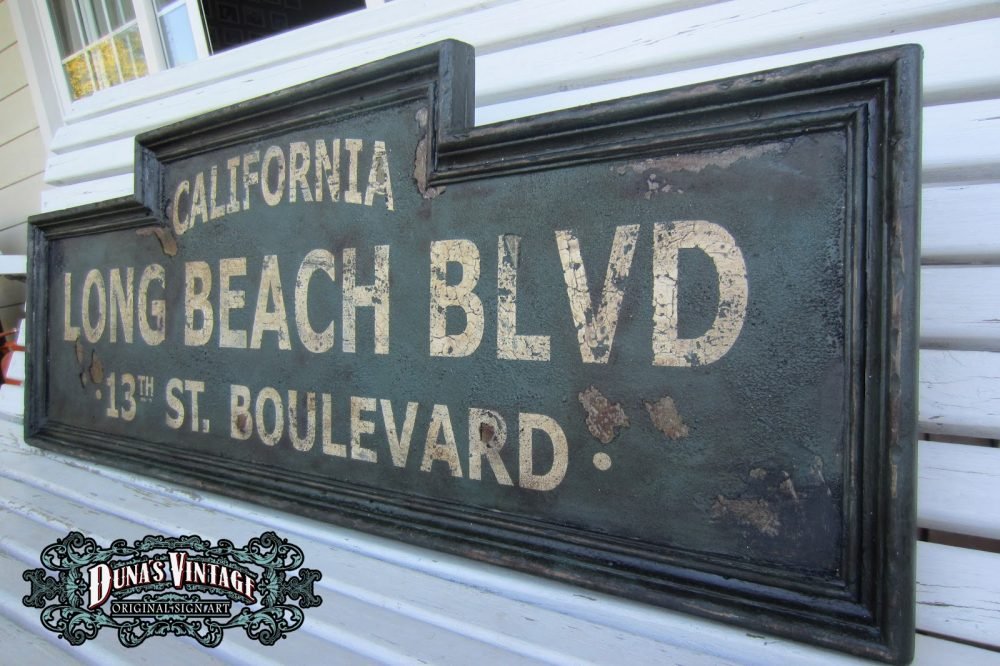 CALIFORNIA
LONG BEACH BLVD
· 13TH ST. BOULEVARD ·
DUNA'S VINTAGE
ORIGINAL SIGN ART